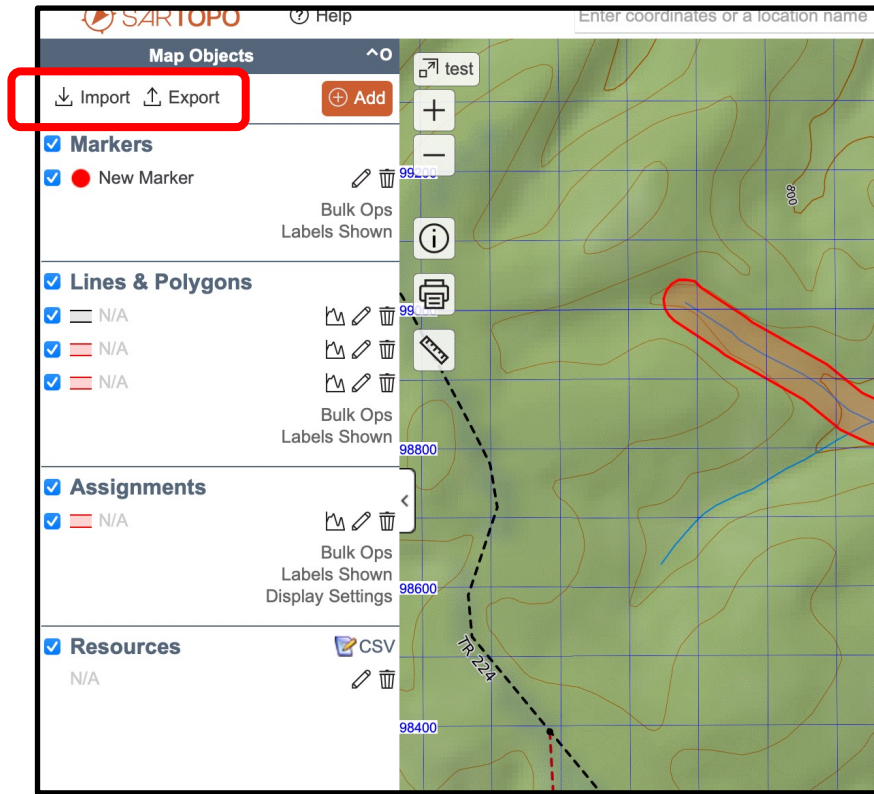 SARTOPO
Help
Enter coordinates or a location name
Map Objects
^O
Import
Export
Add
Markers
New Marker
Bulk Ops
Labels Shown
Lines & Polygons
N/A
N/A
N/A
Bulk Ops
Labels Shown
Assignments
N/A
Bulk Ops
Labels Shown
Display Settings
Resources
CSV
N/A
test
99200
800
98800
98600
TR 224
98400